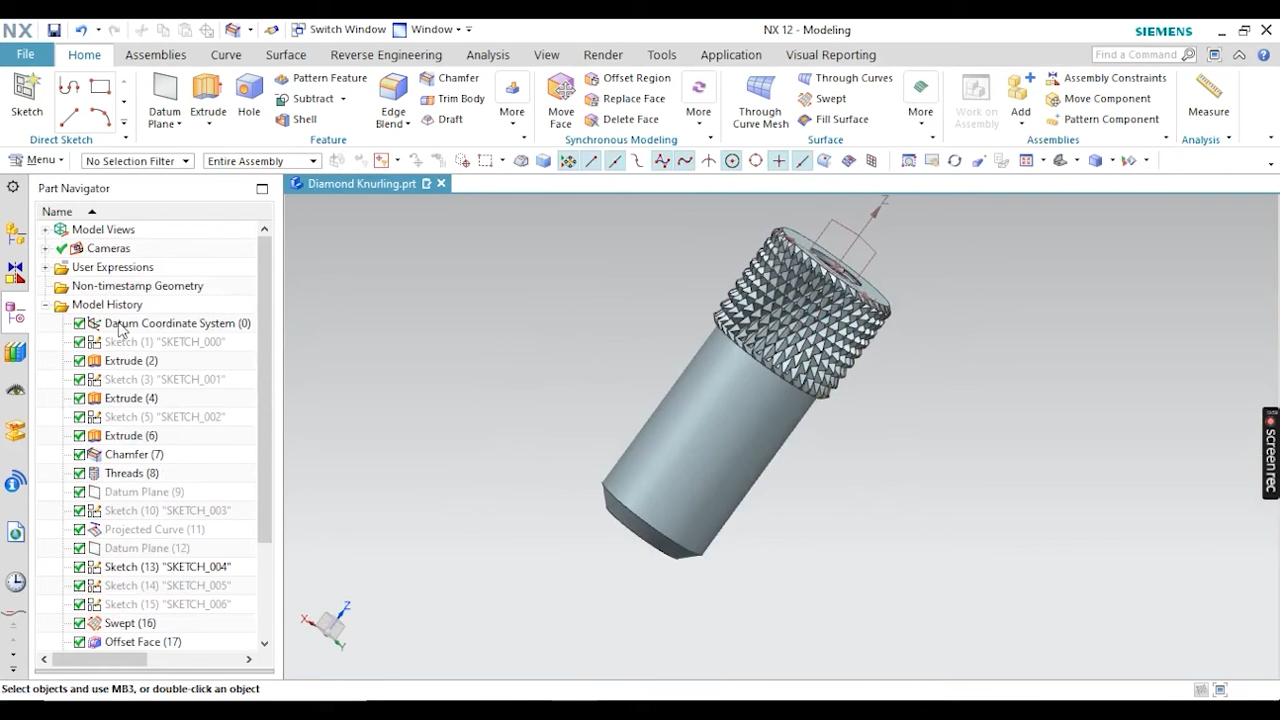 NX
Switch Window
Window
NX 12 - Modeling
SIEMENS
File
Home
Assemblies
Curve
Surface
Reverse Engineering
Analysis
View
Render
Tools
Application
Visual Reporting
Find a Command
Sketch
Direct Sketch
Datum Plane
Extrude
Hole
Pattern Feature
Subtract
Shell
Edge Blend
Chamfer
Trim Body
Draft
More
Feature
Move Face
Offset Region
Replace Face
Delete Face
More
Synchronous Modeling
Through Curve Mesh
Through Curves
Swept
Fill Surface
More
Surface
Work on Assembly
Add
Assembly Constraints
Move Component
Pattern Component
Assemblies
Measure
Analysis
Menu
No Selection Filter
Entire Assembly
Part Navigator
Diamond Knurling.prt
Name
Model Views
Cameras
User Expressions
Non-timestamp Geometry
Model History
Datum Coordinate System (0)
Sketch (1) "SKETCH_000"
Extrude (2)
Sketch (3) "SKETCH_001"
Extrude (4)
Sketch (5) "SKETCH_002"
Extrude (6)
Chamfer (7)
Threads (8)
Datum Plane (9)
Sketch (10) "SKETCH_003"
Projected Curve (11)
Datum Plane (12)
Sketch (13) "SKETCH_004"
Sketch (14) "SKETCH_005"
Sketch (15) "SKETCH_006"
Swept (16)
Offset Face (17)
Z
Z
X
Y
screenrec
Select objects and use MB3, or double-click an object